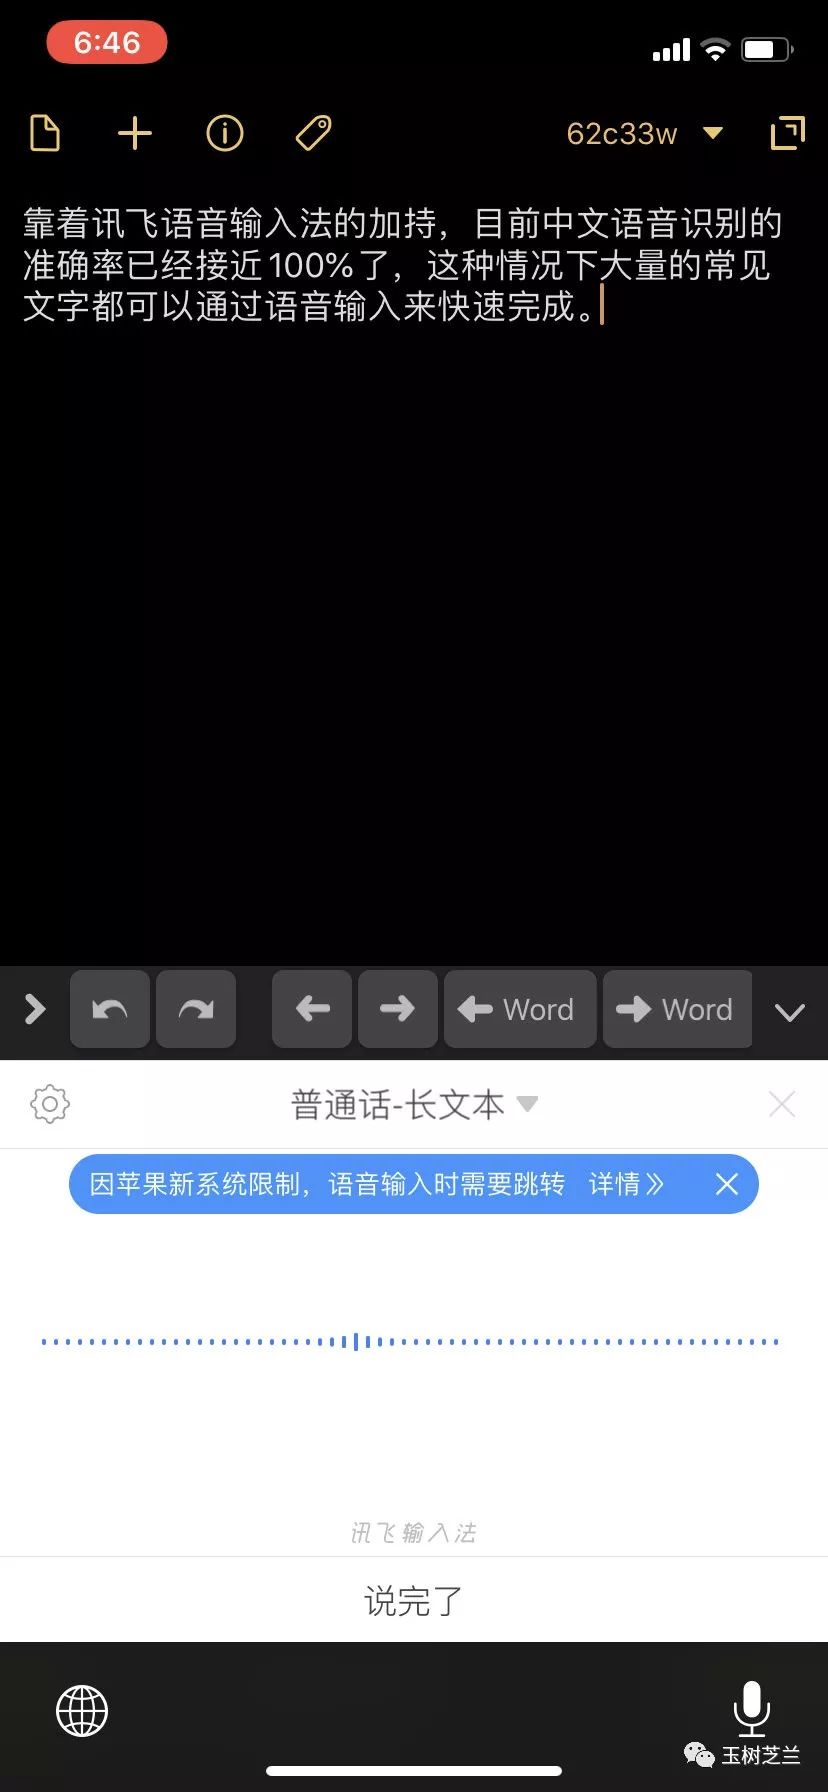 6:46
62c33w
靠着讯飞语音输入法的加持，目前中文语音识别的
准确率已经接近100%了，这种情况下大量的常见
文字都可以通过语音输入来快速完成。
Word
Word
普通话-长文本
因苹果新系统限制，语音输入时需要跳转 详情》
讯飞输入法
说完了
玉树芝兰